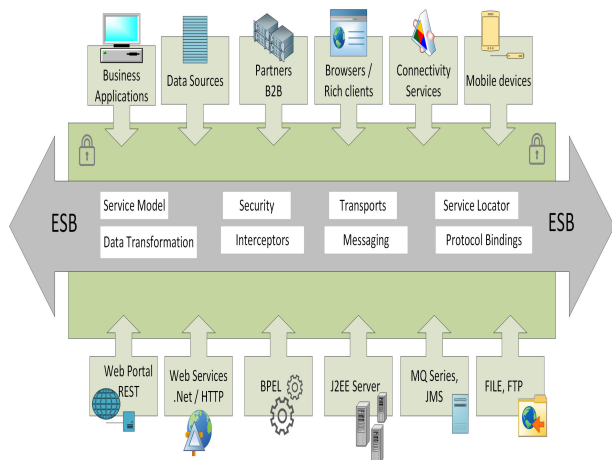 Business
Applications
Data Sources
Partners
B2B
Browsers /
Rich clients
Connectivity
Services
Mobile devices
ESB
Service Model
Security
Transports
Service Locator
ESB
Data Transformation
Interceptors
Messaging
Protocol Bindings
Web Portal
REST
Web Services
.Net / HTTP
BPEL
J2EE Server
MQ Series,
JMS
FILE, FTP